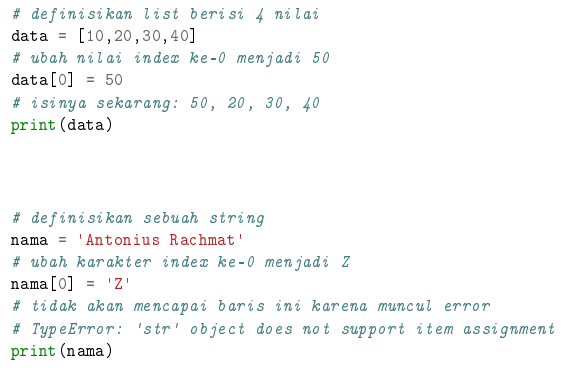 # definisikan list berisi 4 nilai
data = [10,20,30,40]
# ubah nilai index ke-0 menjadi 50
data[0] = 50
# isinya sekarang: 50, 20, 30, 40
print(data)
# definisikan sebuah string
nama = 'Antonius Rachmat'
# ubah karakter index ke-0 menjadi Z
nama[0] = 'Z'
# tidak akan mencapai baris ini karena muncul error
# TypeError: 'str' object does not support item assignment
print(nama)